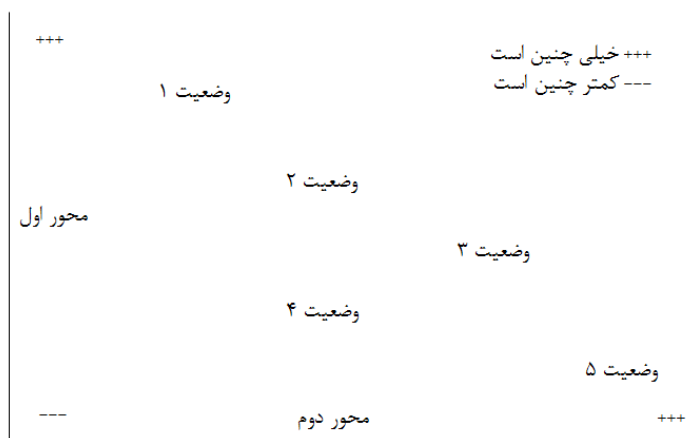 +++
+++ خیلی چنین است
--- کمتر چنین است
وضعیت ۱
وضعیت ۲
محور اول
وضعیت ۳
وضعیت ۴
وضعیت ۵
--- محور دوم +++